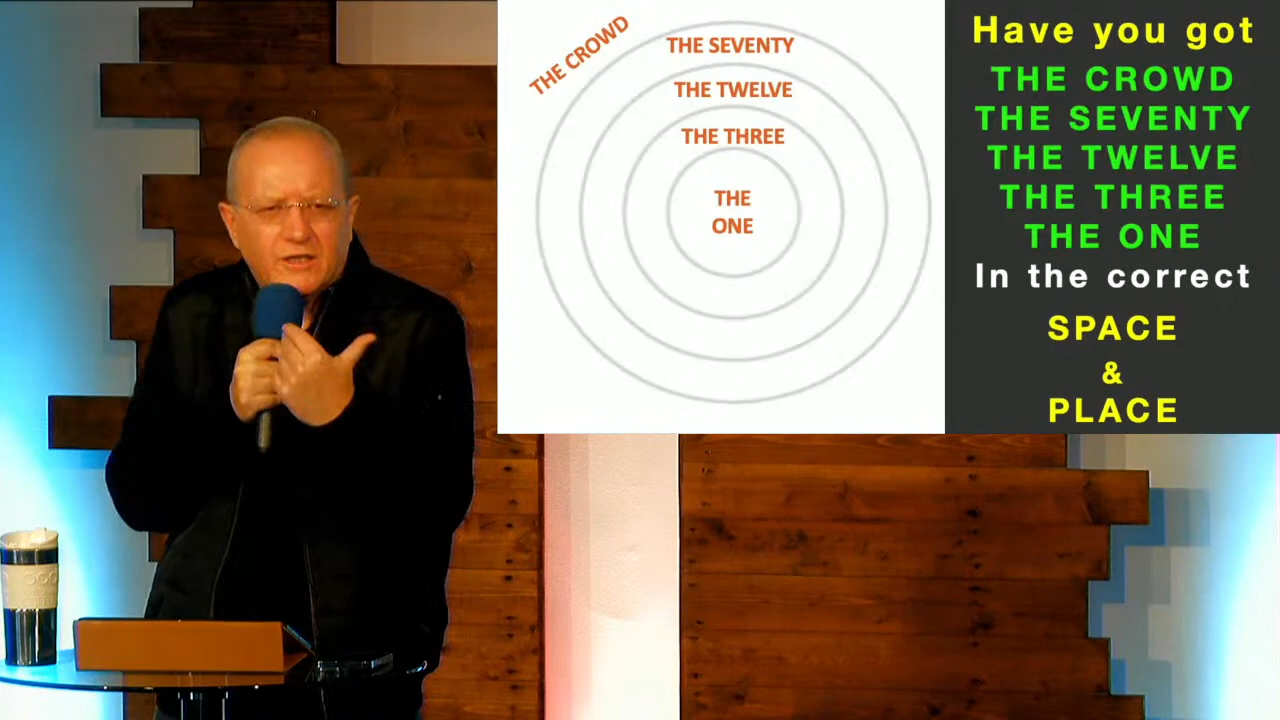 THE CROWD
THE SEVENTY
THE TWELVE
THE THREE
THE
ONE
Have you got
THE CROWD
THE SEVENTY
THE TWELVE
THE THREE
THE ONE
In the correct
SPACE
&
PLACE